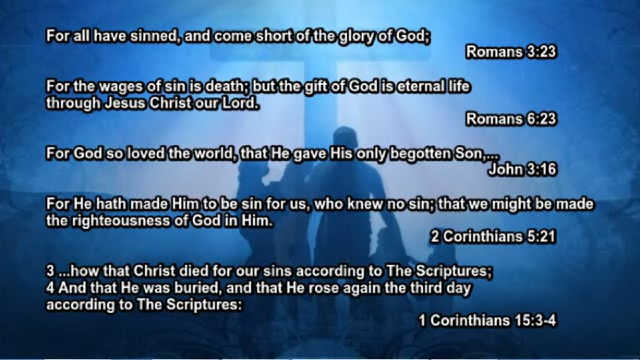 For all have sinned, and come short of the glory of God;
Romans 3:23
For the wages of sin is death; but the gift of God is eternal life
through Jesus Christ our Lord.
Romans 6:23
For God so loved the world, that He gave His only begotten Son,...
John 3:16
For He hath made Him to be sin for us, who knew no sin; that we might be made
the righteousness of God in Him.
2 Corinthians 5:21
3 ...how that Christ died for our sins according to The Scriptures;
4 And that He was buried, and that He rose again the third day
according to The Scriptures:
1 Corinthians 15:3-4